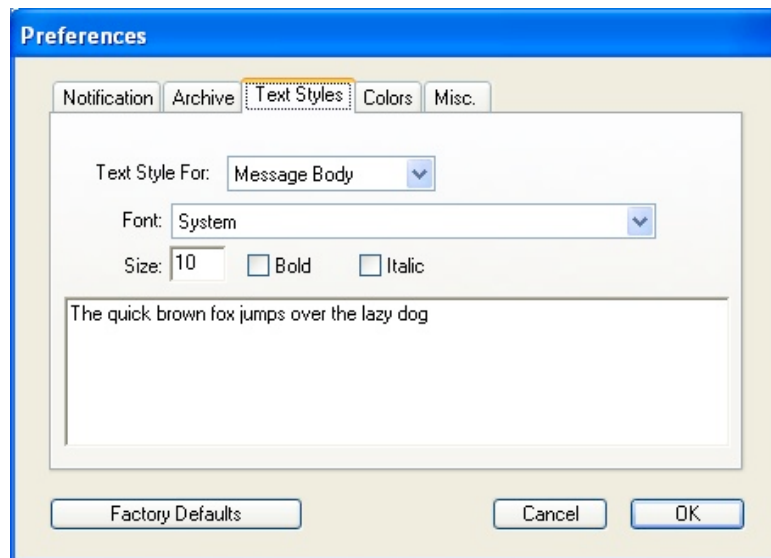 Preferences
Notification Archive Text Styles Colors Misc.
Text Style For: Message Body
Font: System
Size: 10 Bold Italic
The quick brown fox jumps over the lazy dog
Factory Defaults Cancel OK